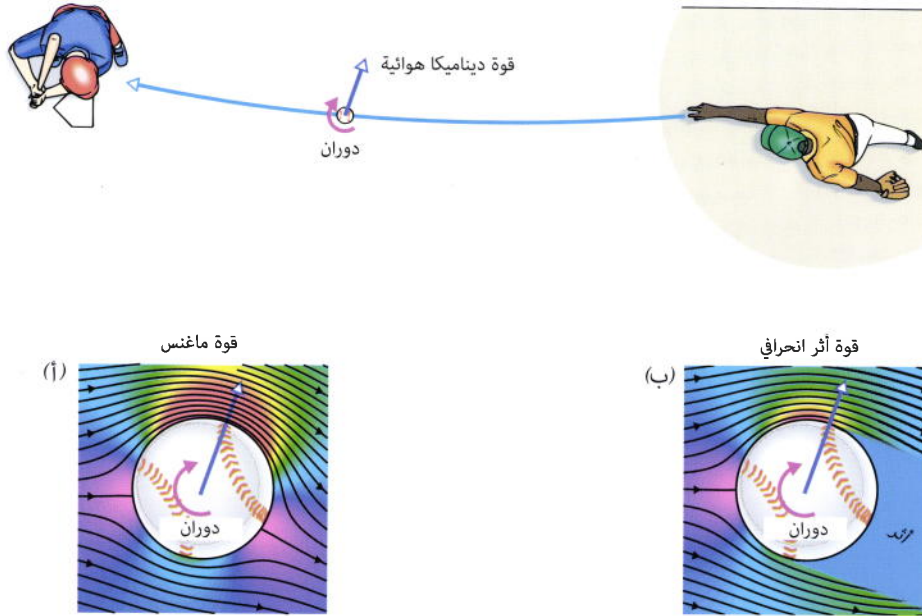 قوة ديناميكا هوائية
دوران
قوة ماغنس
(أ)
دوران
قوة أثر انحرافي
(ب)
دوران